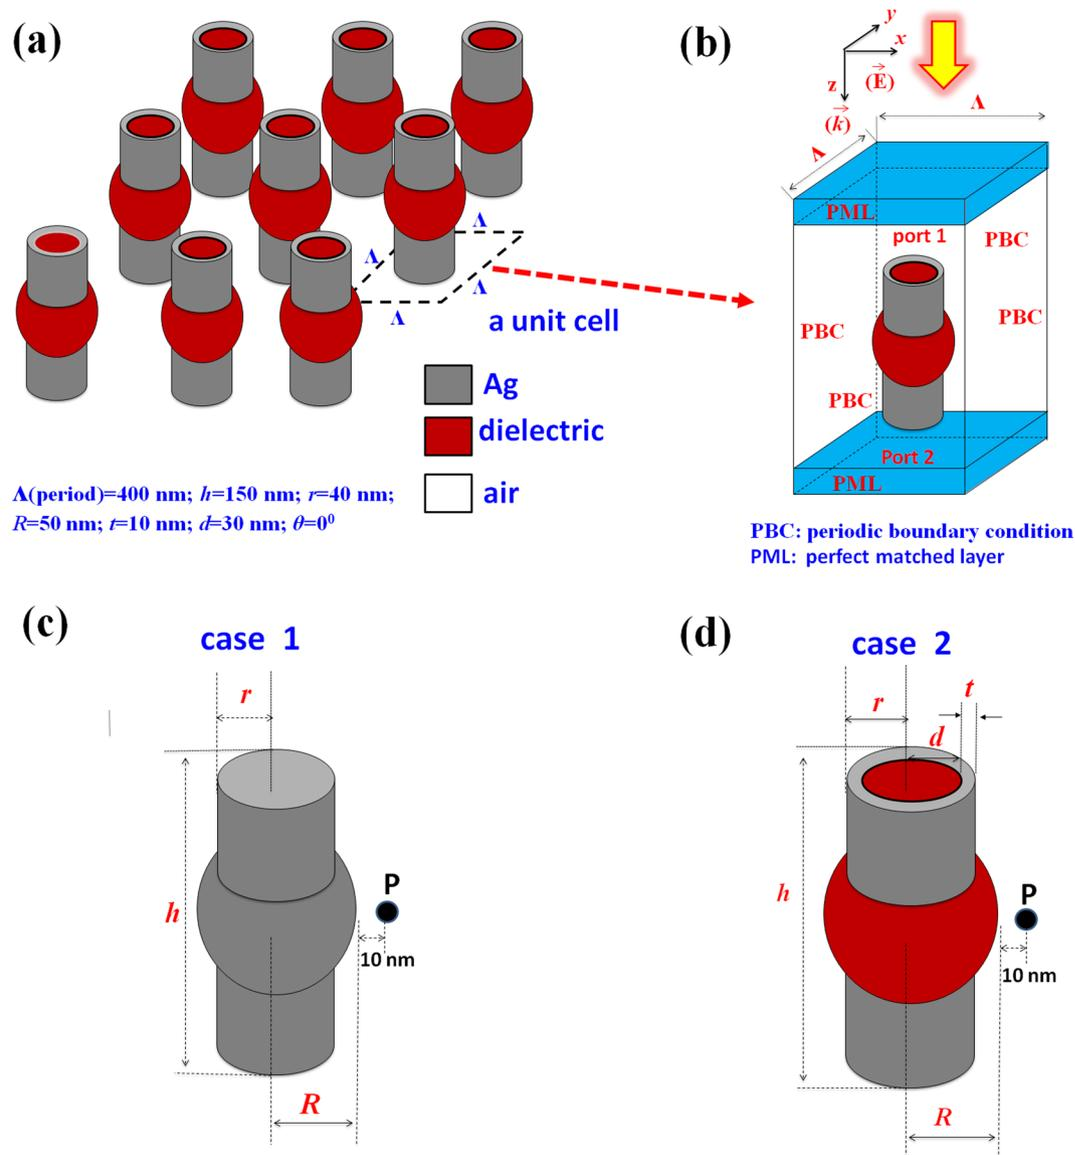 (a)
Λ
Λ
Λ
Λ
a unit cell
Ag
dielectric
air
Λ(period)=400 nm; h=150 nm; r=40 nm;
R=50 nm; t=10 nm; d=30 nm; θ=0⁰
(b)
y
x
(E⃗)
z
(k⃗)
Λ
Λ
PML
port 1
PBC
PBC
PBC
PBC
Port 2
PML
PBC: periodic boundary condition
PML: perfect matched layer
(c)
case 1
r
h
P
10 nm
R
(d)
case 2
r
t
d
h
P
10 nm
R